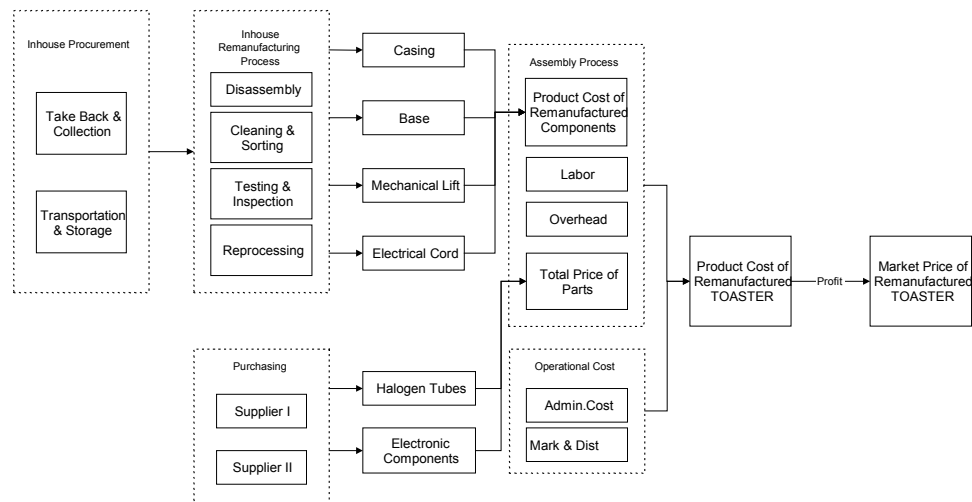 Inhouse Procurement
Take Back &
Collection
Transportation
& Storage
Inhouse
Remanufacturing
Process
Disassembly
Cleaning &
Sorting
Testing &
Inspection
Reprocessing
Casing
Base
Mechanical Lift
Electrical Cord
Assembly Process
Product Cost of
Remanufactured
Components
Labor
Overhead
Total Price of
Parts
Product Cost of
Remanufactured
TOASTER
Profit
Market Price of
Remanufactured
TOASTER
Purchasing
Supplier I
Supplier II
Halogen Tubes
Electronic
Components
Operational Cost
Admin.Cost
Mark & Dist